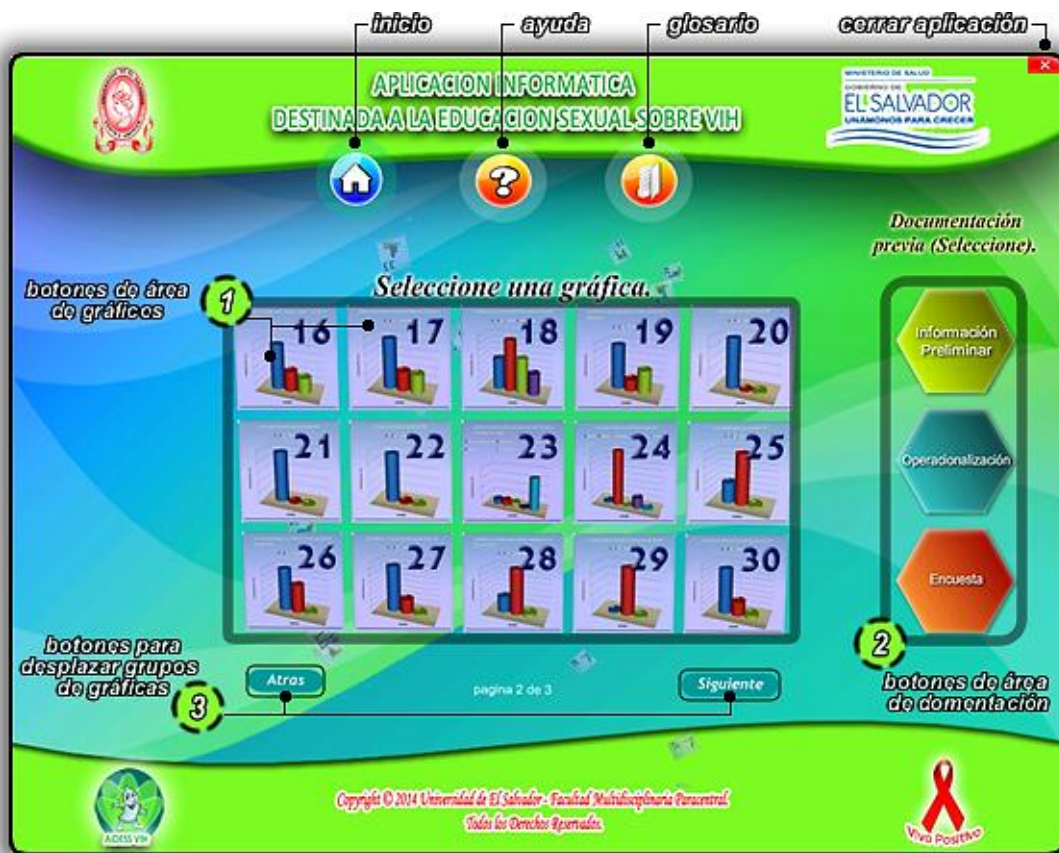 inicio
ayuda
glosario
cerrar aplicación
APLICACION INFORMATICA
DESTINADA A LA EDUCACION SEXUAL SOBRE VIH
MINISTERIO DE SALUD
GOBIERNO DE
EL SALVADOR
UNÁMONOS PARA CRECER
Documentación
previa (Seleccione).
botones de área
de gráficos
1
Seleccione una gráfica.
16 17 18 19 20
21 22 23 24 25
26 27 28 29 30
Información
Preliminar
Operacionalización
Encuesta
2
botones de área
de domentación
botones para
desplazar grupos
de gráficas
3
Atras
pagina 2 de 3
Siguiente
AIDESS VIH
Copyright © 2014 Universidad de El Salvador - Facultad Multidisciplinaria Paracentral.
Todos los Derechos Reservados.
Vivo Positivo